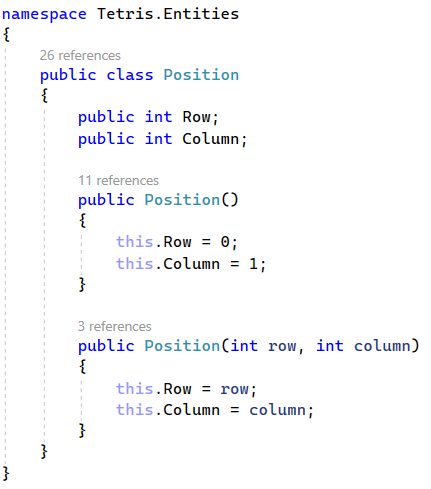 namespace Tetris.Entities
{
    26 references
    public class Position
    {
        public int Row;
        public int Column;

        11 references
        public Position()
        {
            this.Row = 0;
            this.Column = 1;
        }

        3 references
        public Position(int row, int column)
        {
            this.Row = row;
            this.Column = column;
        }
    }
}